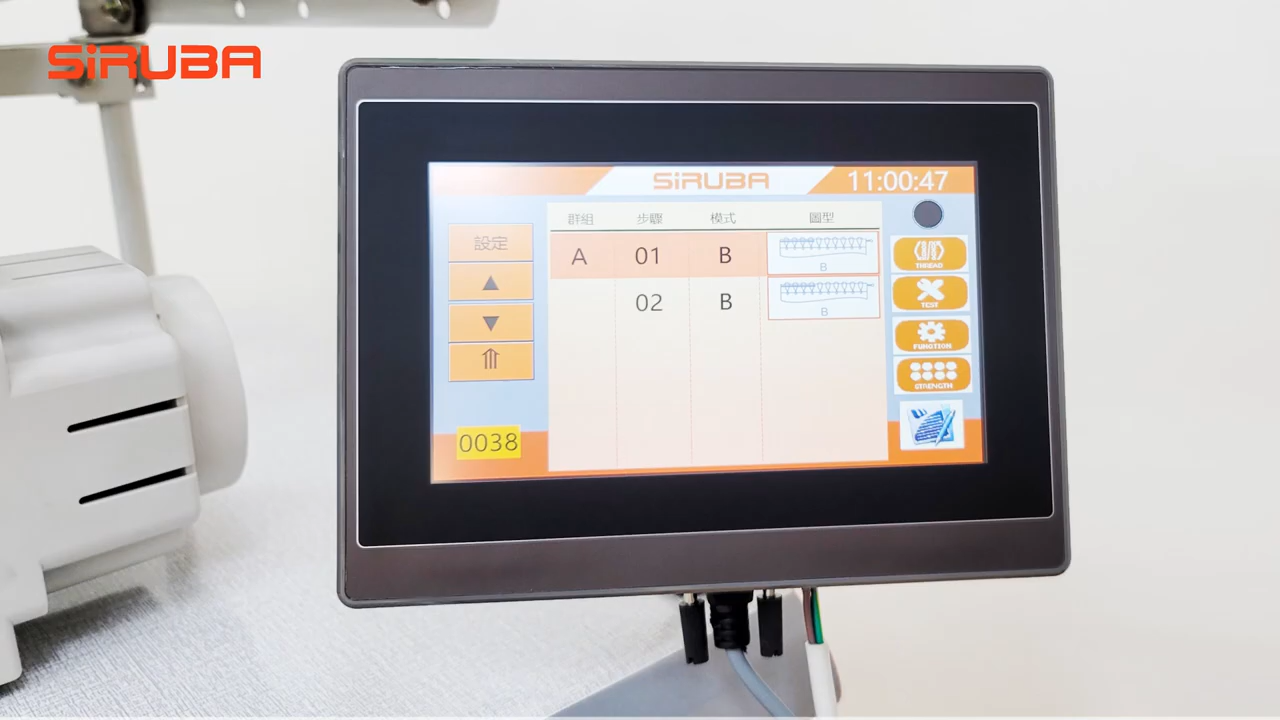 SiRUBA
SiRUBA 11:00:47
群組 步驟 模式 圖型
設定
▲
▼
A 01 B
B
02 B
B
THREAD
TEST
FUNCTION
STRENGTH
0038